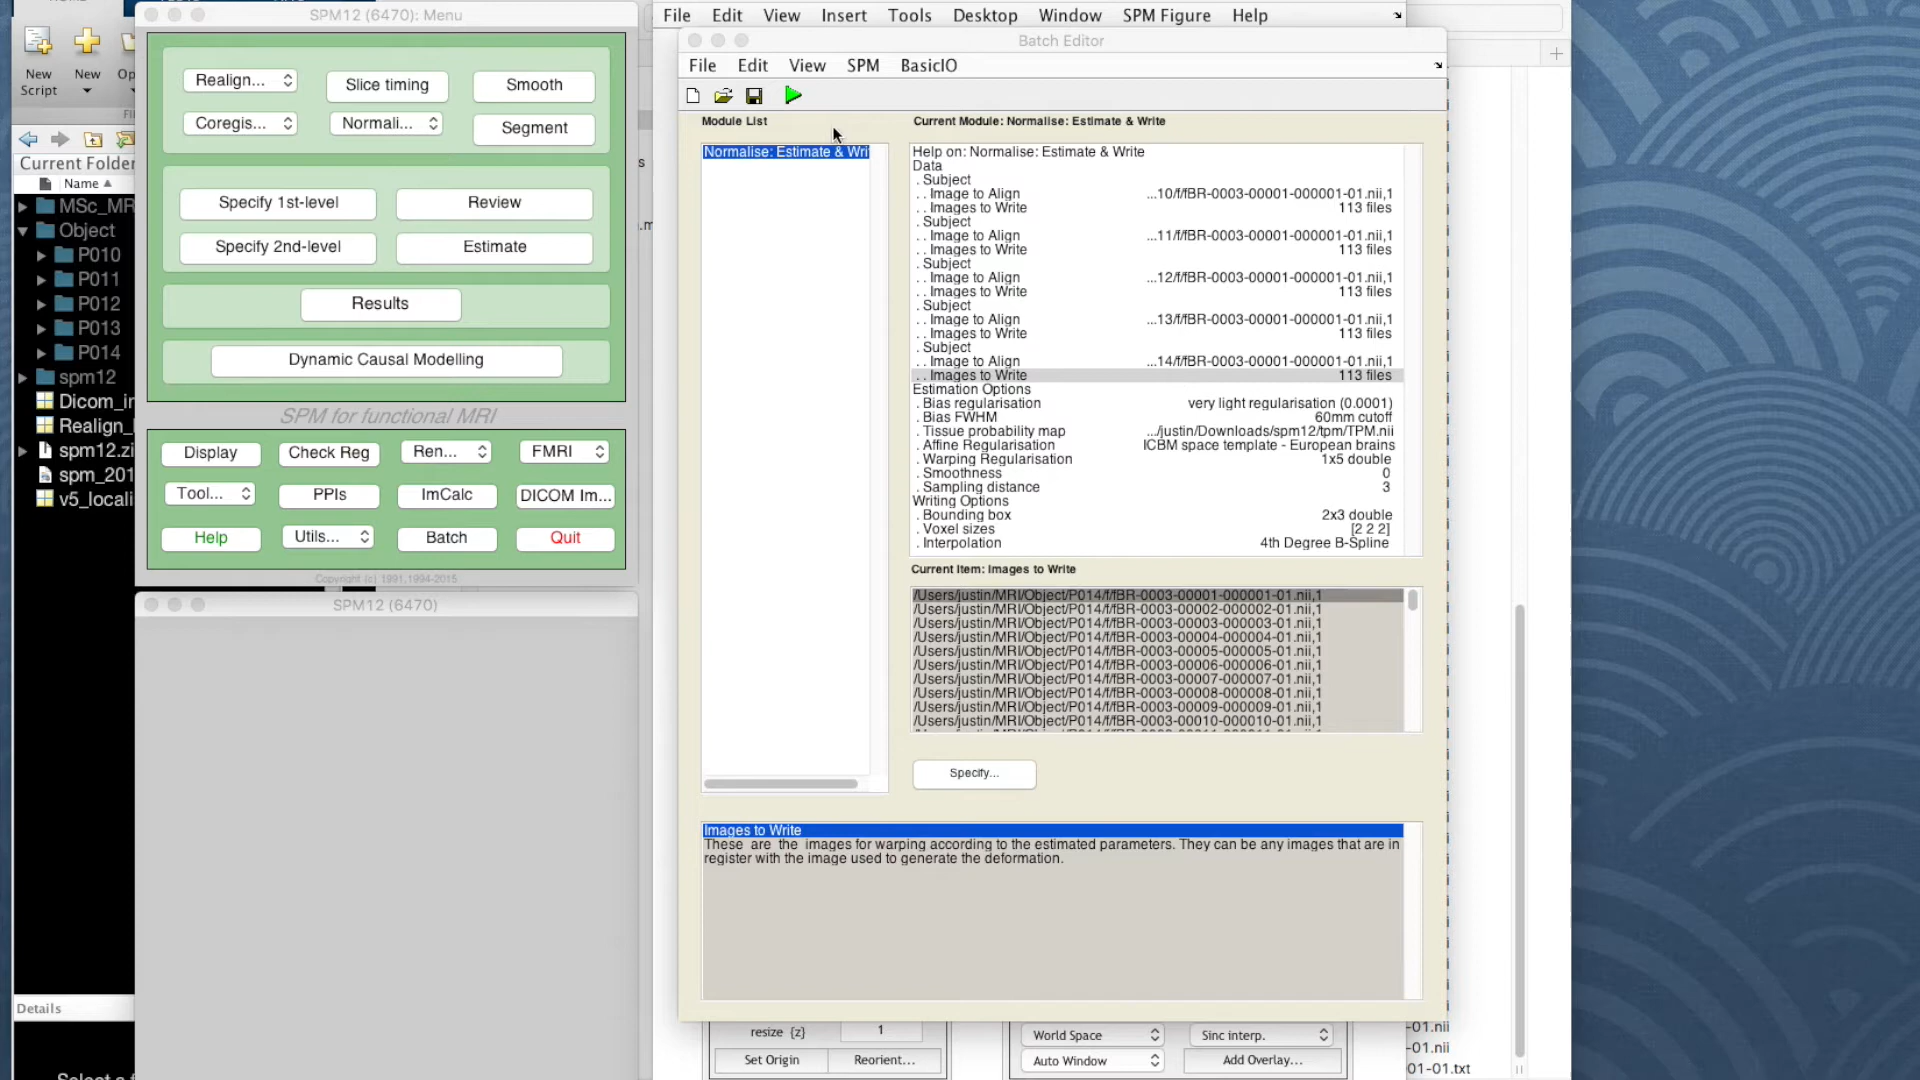 SPM12 (6470): Menu
File Edit View Insert Tools Desktop Window SPM Figure Help
Batch Editor
File Edit View SPM BasicIO
New Script
New
Realign...
Slice timing
Smooth
Coregis...
Normali...
Segment
Specify 1st-level
Review
Specify 2nd-level
Estimate
Results
Dynamic Causal Modelling
SPM for functional MRI
Display
Check Reg
Ren...
FMRI
Tool...
PPIs
ImCalc
DICOM Im...
Help
Utils...
Batch
Quit
Copyright (c) 1991,1994-2015
SPM12 (6470)
Current Folder
Name
MSc_MR
Object
P010
P011
P012
P013
P014
spm12
Dicom_in
Realign_
spm12.zi
spm_201
v5_locali
Details
Module List
Normalise: Estimate & Wri
Current Module: Normalise: Estimate & Write
Help on: Normalise: Estimate & Write
Data
. Subject
. . Image to Align ...10/f/fBR-0003-00001-000001-01.nii,1
. . Images to Write 113 files
. Subject
. . Image to Align ...11/f/fBR-0003-00001-000001-01.nii,1
. . Images to Write 113 files
. Subject
. . Image to Align ...12/f/fBR-0003-00001-000001-01.nii,1
. . Images to Write 113 files
. Subject
. . Image to Align ...13/f/fBR-0003-00001-000001-01.nii,1
. . Images to Write 113 files
. Subject
. . Image to Align ...14/f/fBR-0003-00001-000001-01.nii,1
. . Images to Write 113 files
Estimation Options
. Bias regularisation very light regularisation (0.0001)
. Bias FWHM 60mm cutoff
. Tissue probability map .../justin/Downloads/spm12/tpm/TPM.nii
. Affine Regularisation ICBM space template - European brains
. Warping Regularisation 1x5 double
. Smoothness 0
. Sampling distance 3
Writing Options
. Bounding box 2x3 double
. Voxel sizes [2 2 2]
. Interpolation 4th Degree B-Spline
Current Item: Images to Write
/Users/justin/MRI/Object/P014/f/fBR-0003-00001-000001-01.nii,1
/Users/justin/MRI/Object/P014/f/fBR-0003-00002-000002-01.nii,1
/Users/justin/MRI/Object/P014/f/fBR-0003-00003-000003-01.nii,1
/Users/justin/MRI/Object/P014/f/fBR-0003-00004-000004-01.nii,1
/Users/justin/MRI/Object/P014/f/fBR-0003-00005-000005-01.nii,1
/Users/justin/MRI/Object/P014/f/fBR-0003-00006-000006-01.nii,1
/Users/justin/MRI/Object/P014/f/fBR-0003-00007-000007-01.nii,1
/Users/justin/MRI/Object/P014/f/fBR-0003-00008-000008-01.nii,1
/Users/justin/MRI/Object/P014/f/fBR-0003-00009-000009-01.nii,1
/Users/justin/MRI/Object/P014/f/fBR-0003-00010-000010-01.nii,1
Specify...
Images to Write
These are the images for warping according to the estimated parameters. They can be any images that are in
register with the image used to generate the deformation.
resize {z} 1
Set Origin
Reorient...
World Space
Sinc interp.
Auto Window
Add Overlay...
-01.nii
-01.nii
01-01.txt